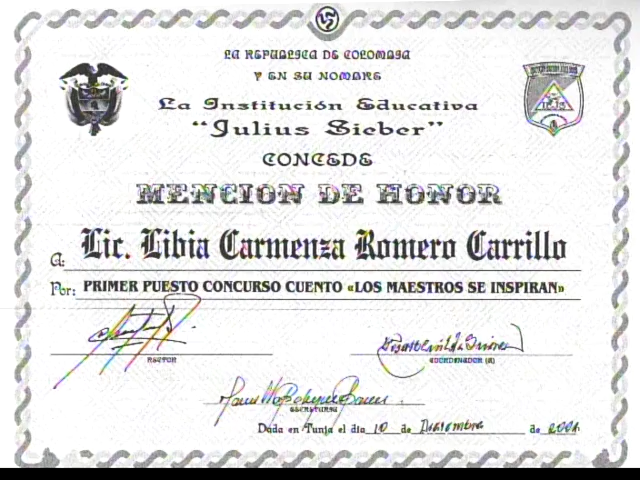 LA REPUBLICA DE COLOMBIA
Y EN SU NOMBRE
La Institución Educativa
"Julius Sieber"
CONCEDE
MENCION DE HONOR
A: Lic. Libia Carmenza Romero Carrillo
Por: PRIMER PUESTO CONCURSO CUENTO «LOS MAESTROS SE INSPIRAN»
RECTOR
COORDINADOR (A)
SECRETARIA
Dada en Tunja el día 10 de Diciembre de